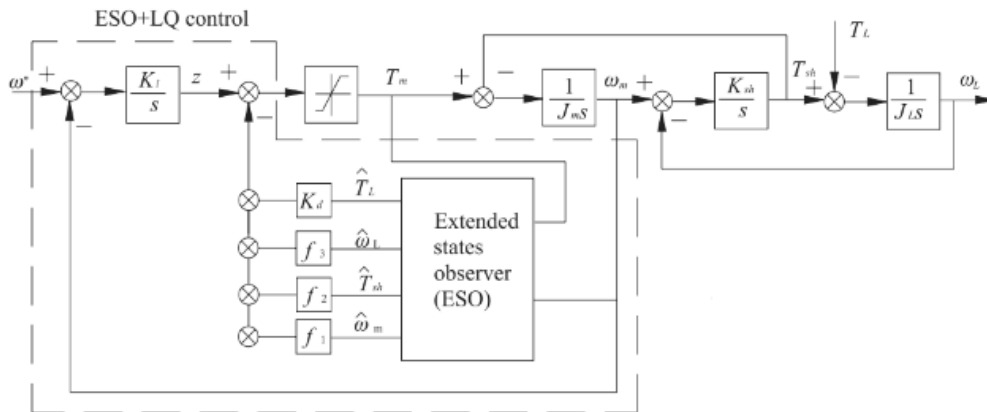 ESO+LQ control
T_L
ω* + K_1 z + T_m + − 1 ω_m + K_sh T_sh − 1 ω_L
− s − J_m s − s + J_L s
K_d T̂_L
f_3 ω̂_L
f_2 T̂_sh
f_1 ω̂_m
Extended
states
observer
(ESO)